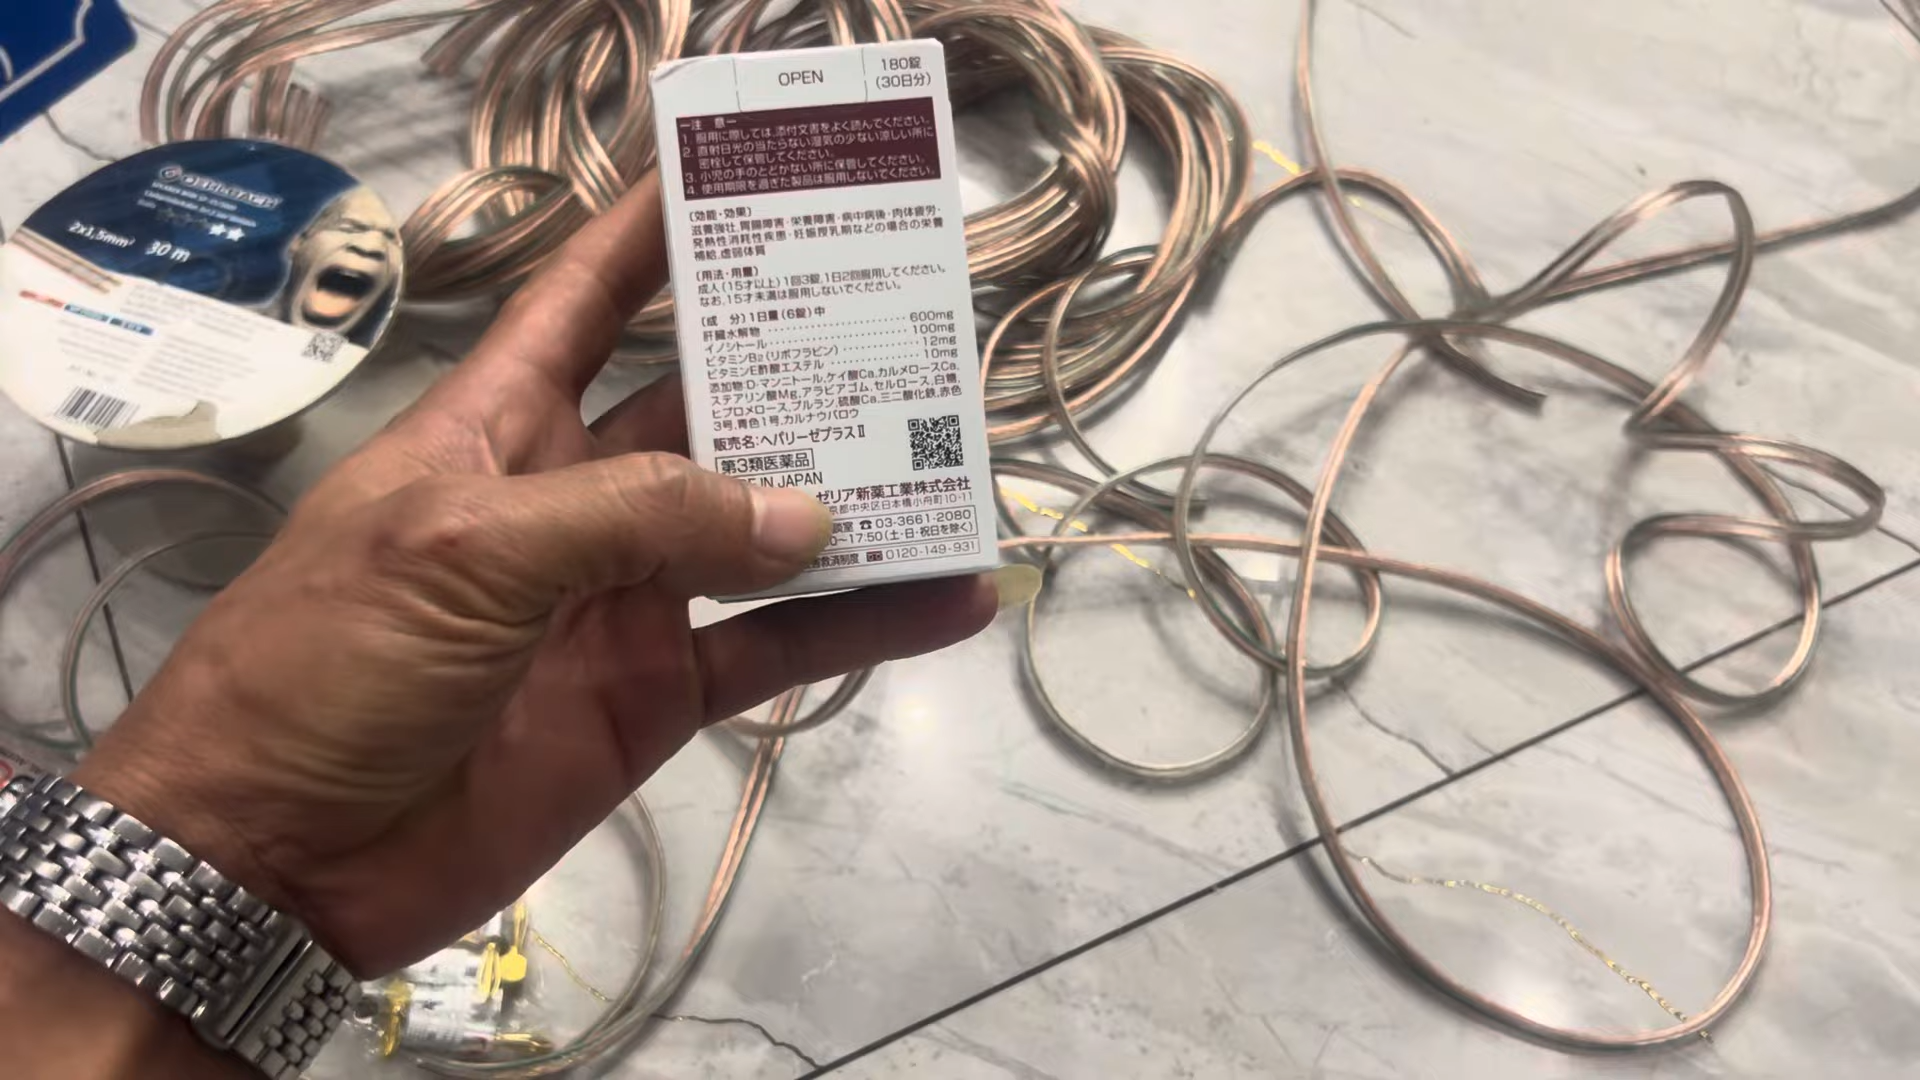 OPEN
180錠
(30日分)
ー注 意ー
1. 服用に際しては,添付文書をよく読んでください。
2. 直射日光の当たらない湿気の少ない涼しい所に
密栓して保管してください。
3. 小児の手のとどかない所に保管してください。
4. 使用期限を過ぎた製品は服用しないでください。
〔効能・効果〕
滋養強壮,胃腸障害・栄養障害・病中病後・肉体疲労・
発熱性消耗性疾患・妊娠授乳期などの場合の栄養
補給,虚弱体質
〔用法・用量〕
成人(15才以上)1回3錠,1日2回服用してください。
なお,15才未満は服用しないでください。
〔成 分〕1日量(6錠)中
肝臓水解物 ‥‥‥‥‥‥‥‥ 600mg
イノシトール ‥‥‥‥‥‥‥‥ 100mg
ビタミンB₂(リボフラビン) ‥‥‥‥ 12mg
ビタミンE酢酸エステル ‥‥‥‥‥ 10mg
添加物:D-マンニトール,ケイ酸Ca,カルメロースCa,
ステアリン酸Mg,アラビアゴム,セルロース,白糖,
ヒプロメロース,プルラン,硫酸Ca,三二酸化鉄,赤色
3号,青色1号,カルナウバロウ
販売名:ヘパリーゼプラスⅡ
第3類医薬品
IN JAPAN
ゼリア新薬工業株式会社
京都中央区日本橋小舟町10-11
談室 ☎ 03-3661-2080
0〜17:50(土・日・祝日を除く)
害救済制度 0120-149-931
2x1,5mm²
30 m